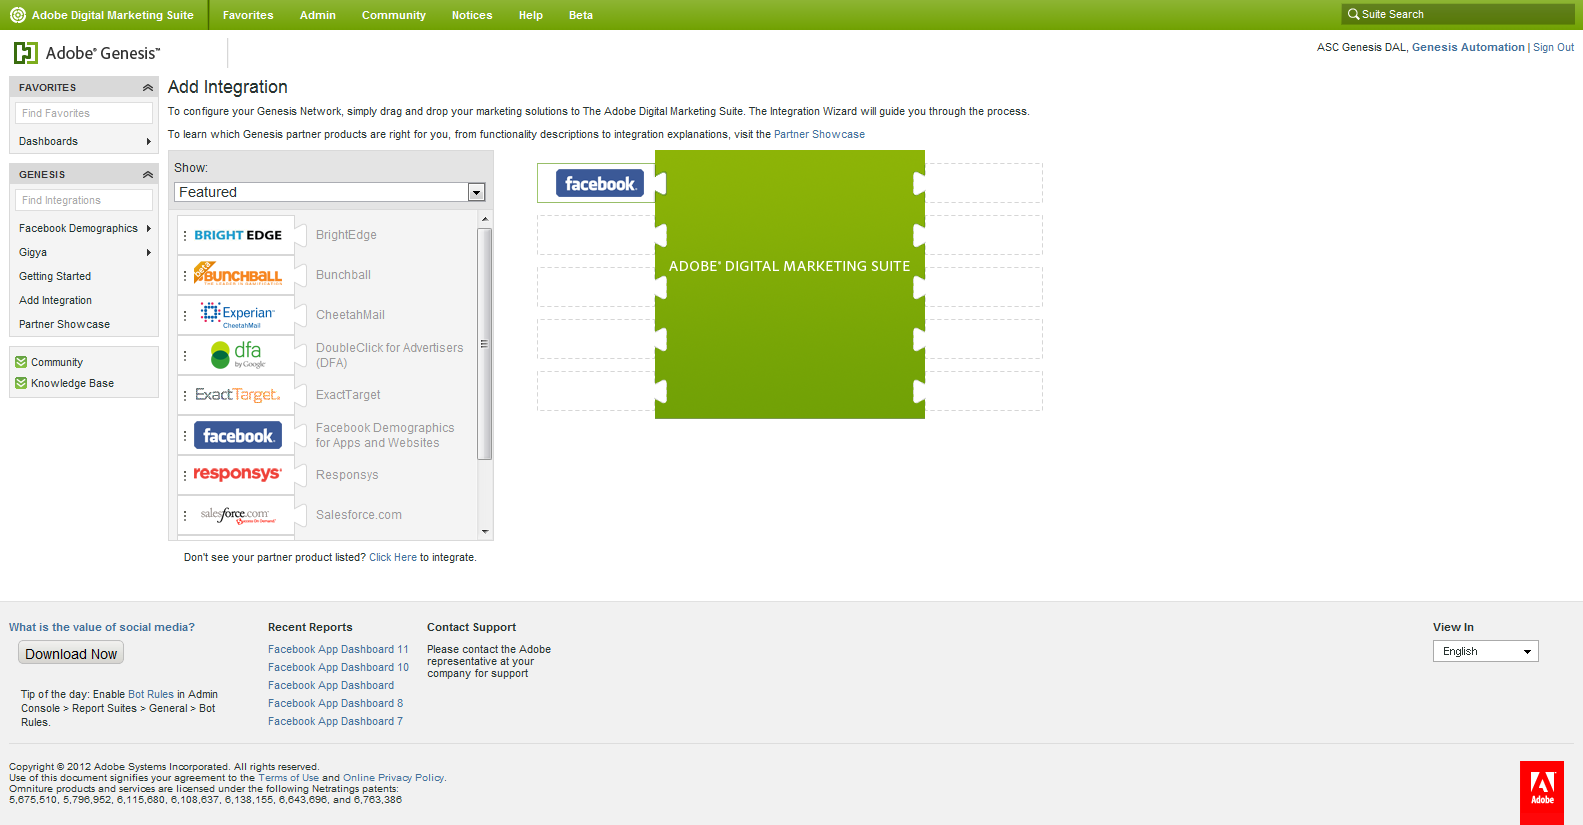 Adobe Digital Marketing Suite
Favorites
Admin
Community
Notices
Help
Beta
Suite Search
Adobe® Genesis™
ASC Genesis DAL, Genesis Automation | Sign Out
FAVORITES
Find Favorites
Dashboards
GENESIS
Find Integrations
Facebook Demographics
Gigya
Getting Started
Add Integration
Partner Showcase
Community
Knowledge Base
Add Integration
To configure your Genesis Network, simply drag and drop your marketing solutions to The Adobe Digital Marketing Suite. The Integration Wizard will guide you through the process.
To learn which Genesis partner products are right for you, from functionality descriptions to integration explanations, visit the Partner Showcase
Show:
Featured
BRIGHT EDGE
BrightEdge
BUNCHBALL
Bunchball
Experian™
CheetahMail
CheetahMail
dfa
by Google
DoubleClick for Advertisers
(DFA)
ExactTarget.
ExactTarget
facebook.
Facebook Demographics
for Apps and Websites
responsys
Responsys
salesforce.com
Salesforce.com
Don't see your partner product listed? Click Here to integrate.
facebook.
ADOBE® DIGITAL MARKETING SUITE
What is the value of social media?
Download Now
Tip of the day: Enable Bot Rules in Admin
Console > Report Suites > General > Bot
Rules.
Recent Reports
Facebook App Dashboard 11
Facebook App Dashboard 10
Facebook App Dashboard
Facebook App Dashboard 8
Facebook App Dashboard 7
Contact Support
Please contact the Adobe
representative at your
company for support
View In
English
Copyright © 2012 Adobe Systems Incorporated. All rights reserved.
Use of this document signifies your agreement to the Terms of Use and Online Privacy Policy.
Omniture products and services are licensed under the following Netratings patents:
5,675,510, 5,796,952, 6,115,680, 6,108,637, 6,138,155, 6,643,696, and 6,763,386
Adobe